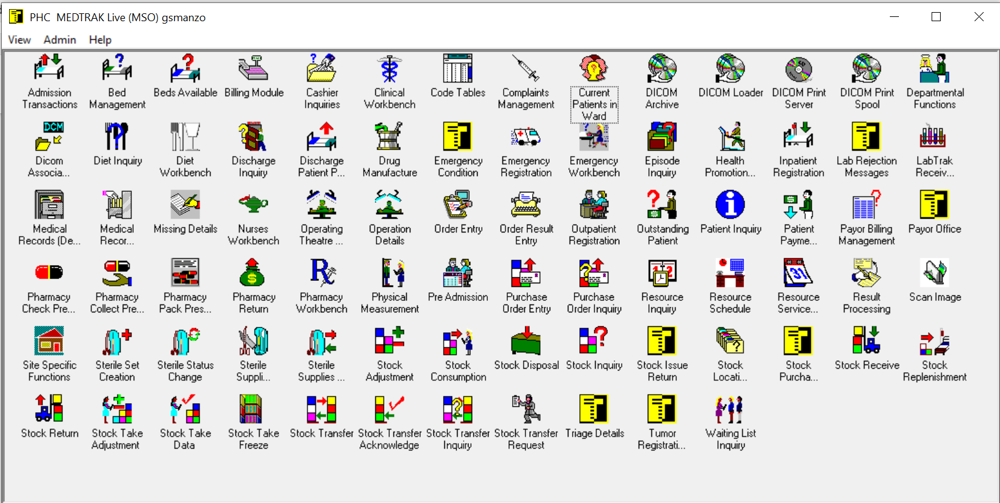 PHC MEDTRAK Live (MSO) gsmanzo
View Admin Help
Admission Transactions
Bed Management
Beds Available
Billing Module
Cashier Inquiries
Clinical Workbench
Code Tables
Complaints Management
Current Patients in Ward
DICOM Archive
DICOM Loader
DICOM Print Server
DICOM Print Spool
Departmental Functions
DCM
Dicom Associa...
Diet Inquiry
Diet Workbench
Discharge Inquiry
Discharge Patient P...
Drug Manufacture
Emergency Condition
Emergency Registration
Emergency Workbench
Episode Inquiry
Health Promotion...
Inpatient Registration
Lab Rejection Messages
LabTrak Receiv...
Medical Records (De...
Medical Recor...
Missing Details
Nurses Workbench
Operating Theatre ...
Operation Details
Order Entry
Order Result Entry
Outpatient Registration
Outstanding Patient
Patient Inquiry
Patient Payme...
Payor Billing Management
Payor Office
Pharmacy Check Pre...
Pharmacy Collect Pre...
Pharmacy Pack Pres...
Pharmacy Return
Pharmacy Workbench
Physical Measurement
Pre Admission
Purchase Order Entry
Purchase Order Inquiry
Resource Inquiry
Resource Schedule
Resource Service...
Result Processing
Scan Image
Site Specific Functions
Sterile Set Creation
Sterile Status Change
Sterile Suppli...
Sterile Supplies ...
Stock Adjustment
Stock Consumption
Stock Disposal
Stock Inquiry
Stock Issue Return
Stock Locati...
Stock Purcha...
Stock Receive
Stock Replenishment
Stock Return
Stock Take Adjustment
Stock Take Data
Stock Take Freeze
Stock Transfer
Stock Transfer Acknowledge
Stock Transfer Inquiry
Stock Transfer Request
Triage Details
Tumor Registrati...
Waiting List Inquiry